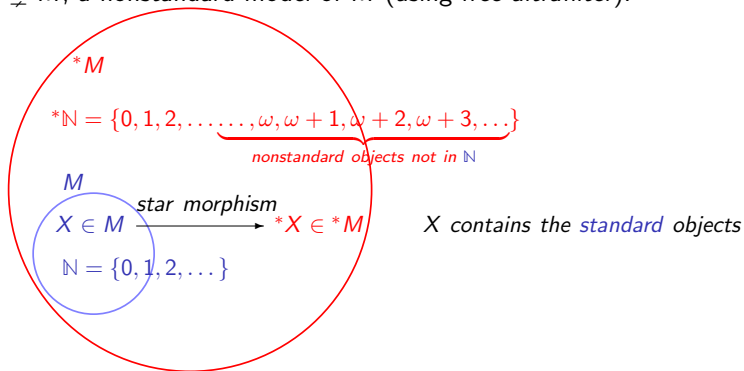 ⊊ M, a nonstandard model of M (using free ultrafilter).
*M
*ℕ = {0, 1, 2, . . . . . . , ω, ω + 1, ω + 2, ω + 3, . . .}
nonstandard objects not in ℕ
M
star morphism
X ∈ M → *X ∈ *M X contains the standard objects
ℕ = {0, 1, 2, . . . }